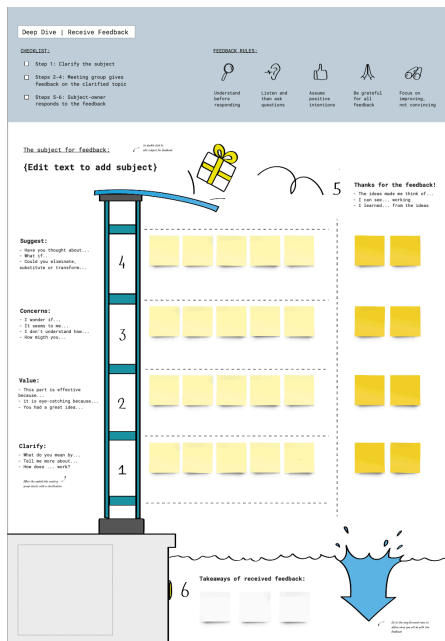 Deep Dive | Receive Feedback
CHECKLIST:
Step 1: Clarify the subject
Steps 2-4: Meeting group gives
feedback on the clarified topic
Steps 5-6: Subject-owner
responds to the feedback
FEEDBACK RULES:
Understand
before
responding
Listen and
then ask
questions
Assume
positive
intentions
Be grateful
for all
feedback
Focus on
improving,
not convincing
The subject for feedback:
{Edit text to add subject}
5
Thanks for the feedback!
- The ideas made me think of...
- I can see... working
- I learned... from the ideas
Suggest:
- Have you thought about...
- What if..
- Could you eliminate,
substitute or transform...
4
Concerns:
- I wonder if...
- It seems to me...
- I don't understand how...
- How migth you...
3
Value:
- This part is effective
because...
- It is eye-catching because...
- You had a great idea...
2
Clarify:
- What do you mean by...
- Tell me more about...
- How does ... work?
1
6
Takeaways of received feedback: